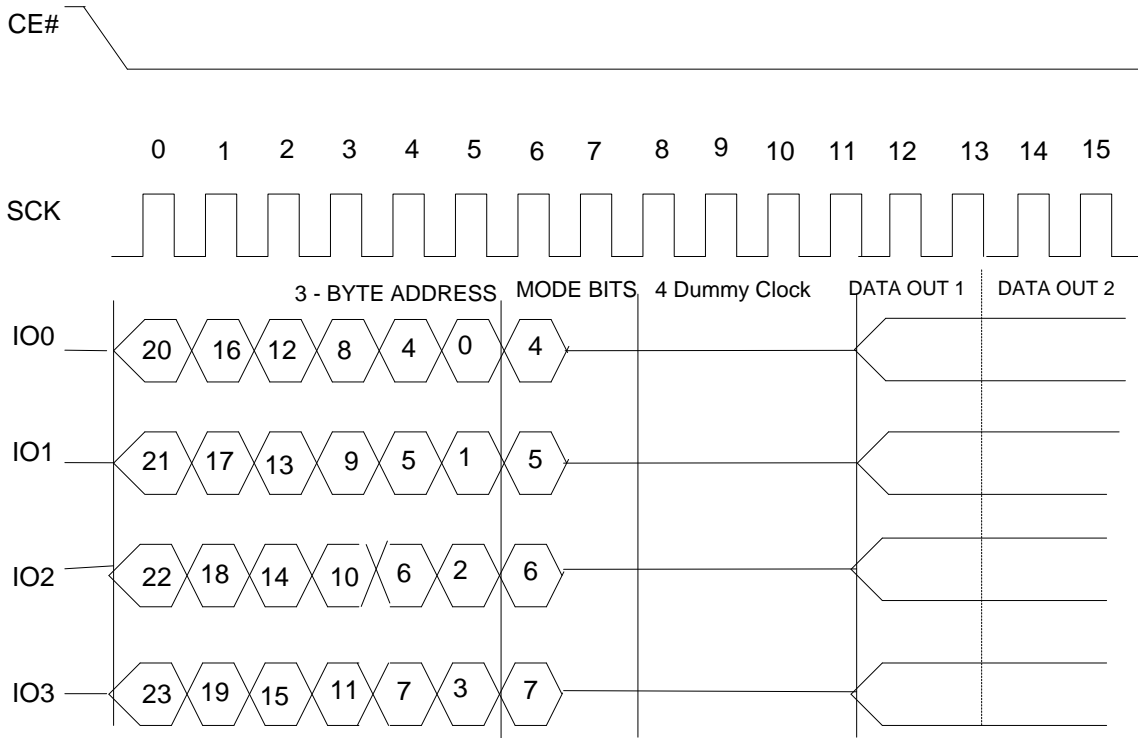 CE#
0 1 2 3 4 5 6 7 8 9 10 11 12 13 14 15
SCK
3 - BYTE ADDRESS MODE BITS 4 Dummy Clock DATA OUT 1 DATA OUT 2
IO0 20 16 12 8 4 0 4
IO1 21 17 13 9 5 1 5
IO2 22 18 14 10 6 2 6
IO3 23 19 15 11 7 3 7